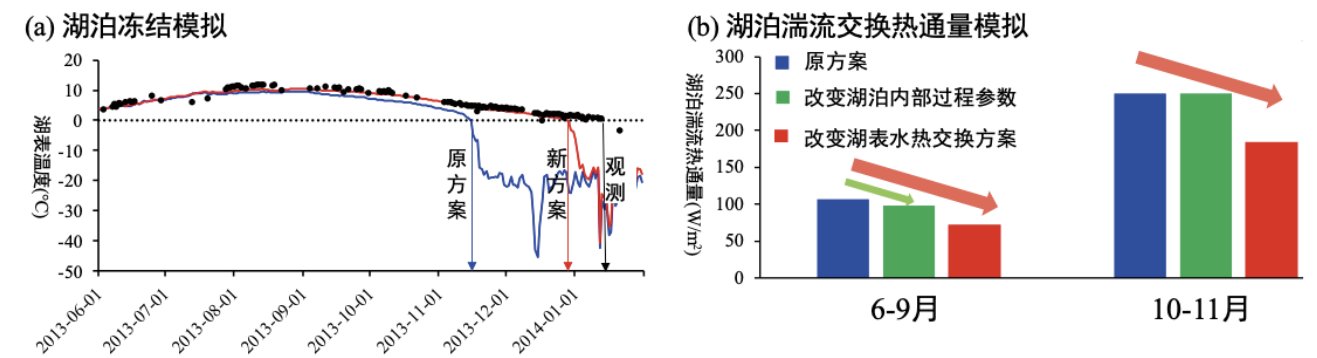 (a) 湖泊冻结模拟
20
10
0
-10
-20
-30
-40
-50
湖表温度(°C)
原方案
新方案
观测
2013-06-01
2013-07-01
2013-08-01
2013-09-01
2013-10-01
2013-11-01
2013-12-01
2014-01-01
(b) 湖泊湍流交换热通量模拟
300
250
200
150
100
50
0
湖泊湍流热通量(W/m²)
原方案
改变湖泊内部过程参数
改变湖表水热交换方案
6-9月
10-11月